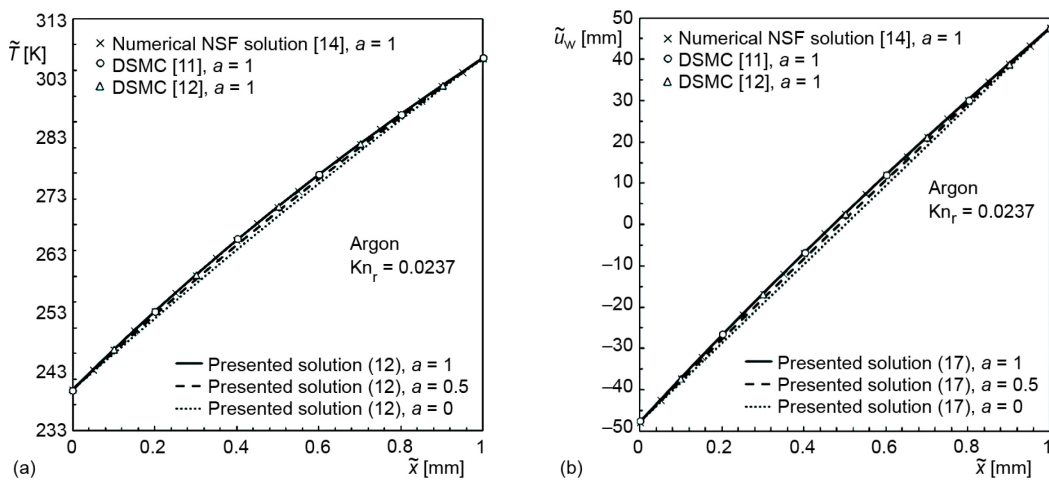 313
T̃ [K]
303
293
283
273
263
253
243
233
× Numerical NSF solution [14], a = 1
○ DSMC [11], a = 1
△ DSMC [12], a = 1
Argon
Knr = 0.0237
Presented solution (12), a = 1
Presented solution (12), a = 0.5
Presented solution (12), a = 0
0 0.2 0.4 0.6 0.8 1
(a)
x̃ [mm]
50
ũw [mm]
40
30
20
10
0
–10
–20
–30
–40
–50
× Numerical NSF solution [14], a = 1
○ DSMC [11], a = 1
△ DSMC [12], a = 1
Argon
Knr = 0.0237
Presented solution (17), a = 1
Presented solution (17), a = 0.5
Presented solution (17), a = 0
0 0.2 0.4 0.6 0.8 1
(b)
x̃ [mm]